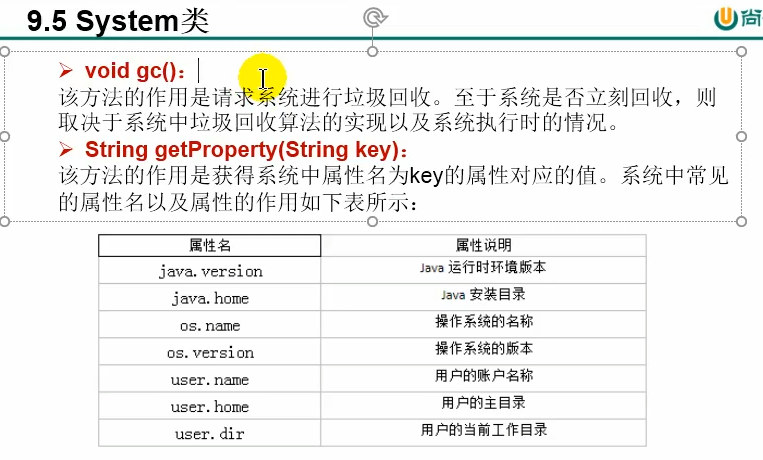 9.5 System类
尚
void gc()：
该方法的作用是请求系统进行垃圾回收。至于系统是否立刻回收，则
取决于系统中垃圾回收算法的实现以及系统执行时的情况。
String getProperty(String key)：
该方法的作用是获得系统中属性名为key的属性对应的值。系统中常见
的属性名以及属性的作用如下表所示：
属性名 属性说明
java.version Java 运行时环境版本
java.home Java 安装目录
os.name 操作系统的名称
os.version 操作系统的版本
user.name 用户的账户名称
user.home 用户的主目录
user.dir 用户的当前工作目录